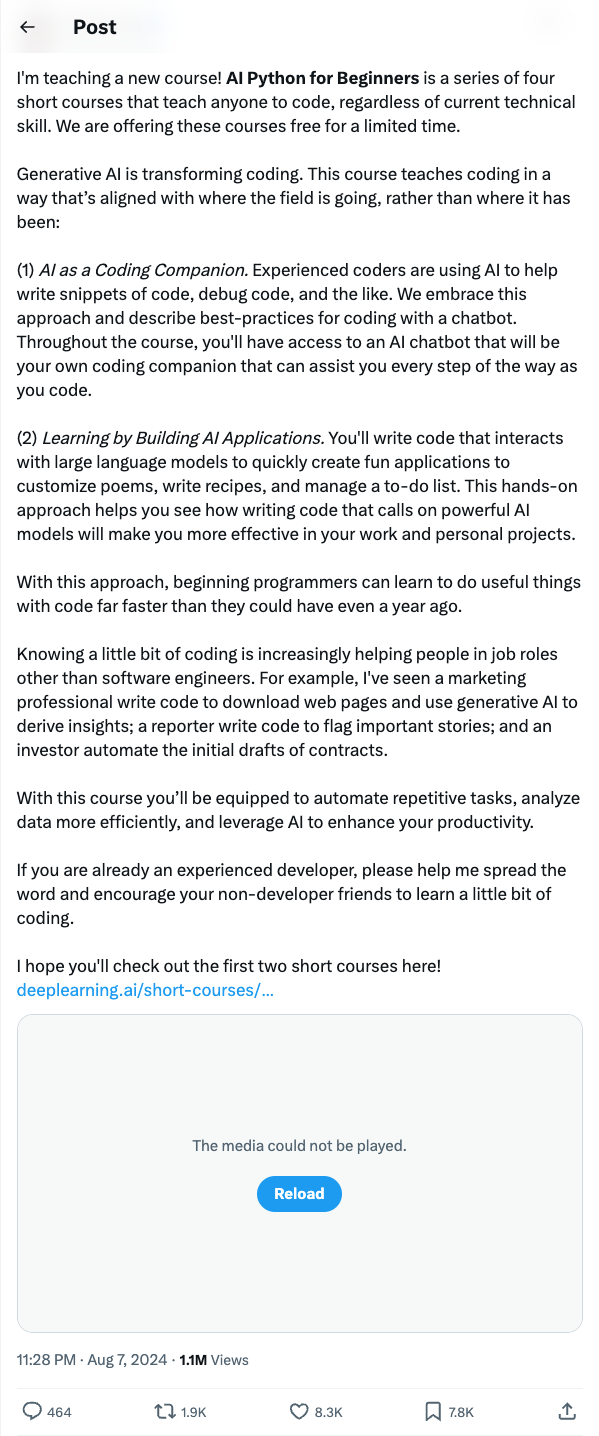 Post
I'm teaching a new course! AI Python for Beginners is a series of four
short courses that teach anyone to code, regardless of current technical
skill. We are offering these courses free for a limited time.
Generative AI is transforming coding. This course teaches coding in a
way that’s aligned with where the field is going, rather than where it has
been:
(1) AI as a Coding Companion. Experienced coders are using AI to help
write snippets of code, debug code, and the like. We embrace this
approach and describe best-practices for coding with a chatbot.
Throughout the course, you'll have access to an AI chatbot that will be
your own coding companion that can assist you every step of the way as
you code.
(2) Learning by Building AI Applications. You'll write code that interacts
with large language models to quickly create fun applications to
customize poems, write recipes, and manage a to-do list. This hands-on
approach helps you see how writing code that calls on powerful AI
models will make you more effective in your work and personal projects.
With this approach, beginning programmers can learn to do useful things
with code far faster than they could have even a year ago.
Knowing a little bit of coding is increasingly helping people in job roles
other than software engineers. For example, I've seen a marketing
professional write code to download web pages and use generative AI to
derive insights; a reporter write code to flag important stories; and an
investor automate the initial drafts of contracts.
With this course you’ll be equipped to automate repetitive tasks, analyze
data more efficiently, and leverage AI to enhance your productivity.
If you are already an experienced developer, please help me spread the
word and encourage your non-developer friends to learn a little bit of
coding.
I hope you'll check out the first two short courses here!
deeplearning.ai/short-courses/…
The media could not be played.
Reload
11:28 PM · Aug 7, 2024 · 1.1M Views
464 1.9K 8.3K 7.8K